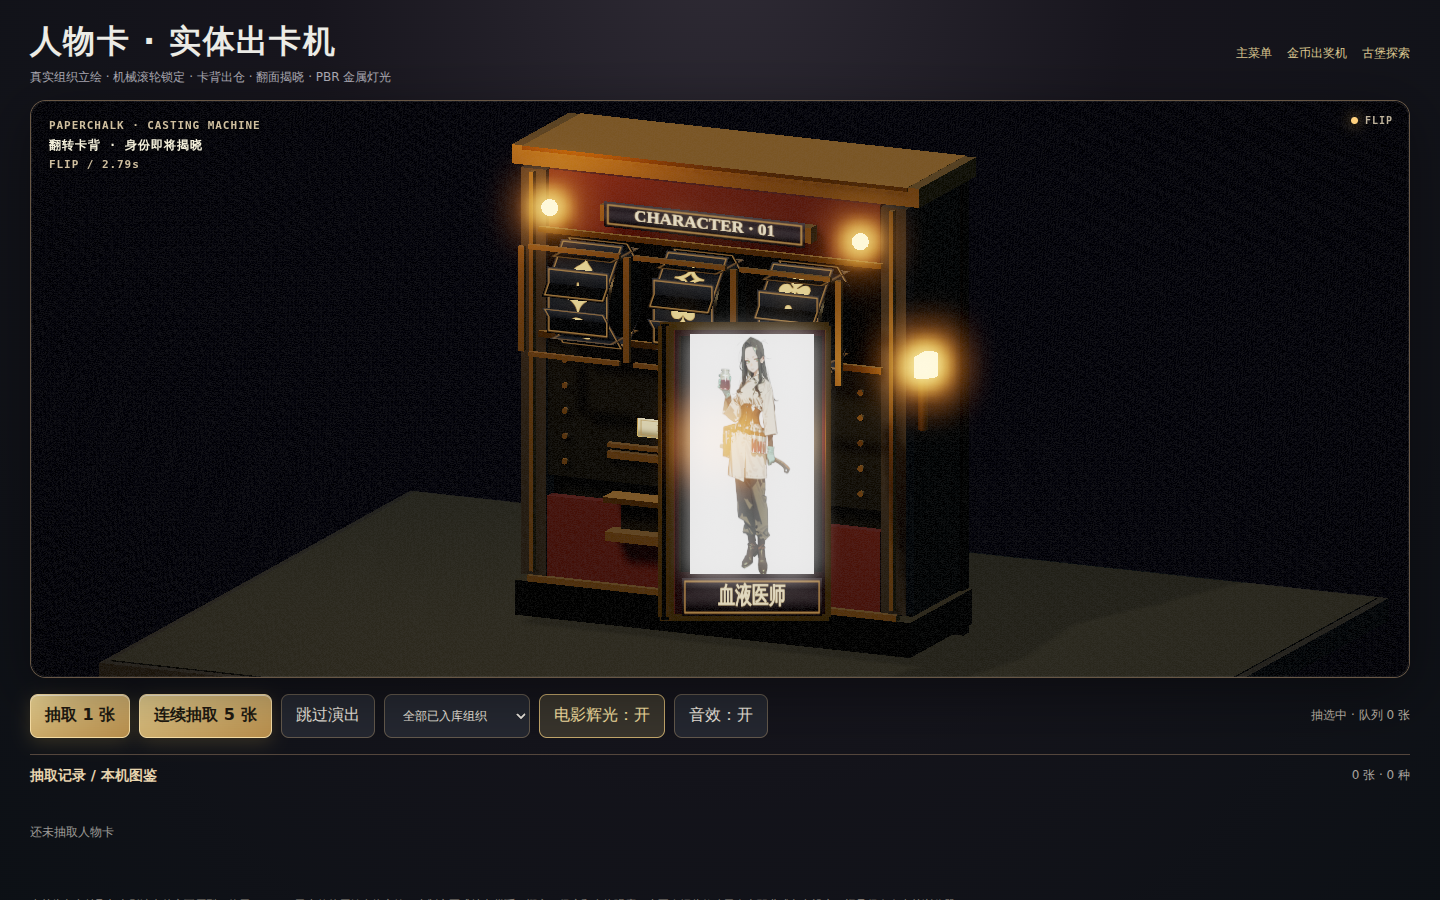 人物卡 · 实体出卡机
真实组织立绘 · 机械滚轮锁定 · 卡背出仓 · 翻面揭晓 · PBR 金属灯光
主菜单 金币出奖机 古堡探索
PAPERCHALK · CASTING MACHINE
翻转卡背 · 身份即将揭晓
FLIP / 2.79s
FLIP
CHARACTER · 01
血液医师
抽取 1 张 连续抽取 5 张 跳过演出 全部已入库组织 电影辉光：开 音效：开
抽选中 · 队列 0 张
抽取记录 / 本机图鉴
0 张 · 0 种
还未抽取人物卡